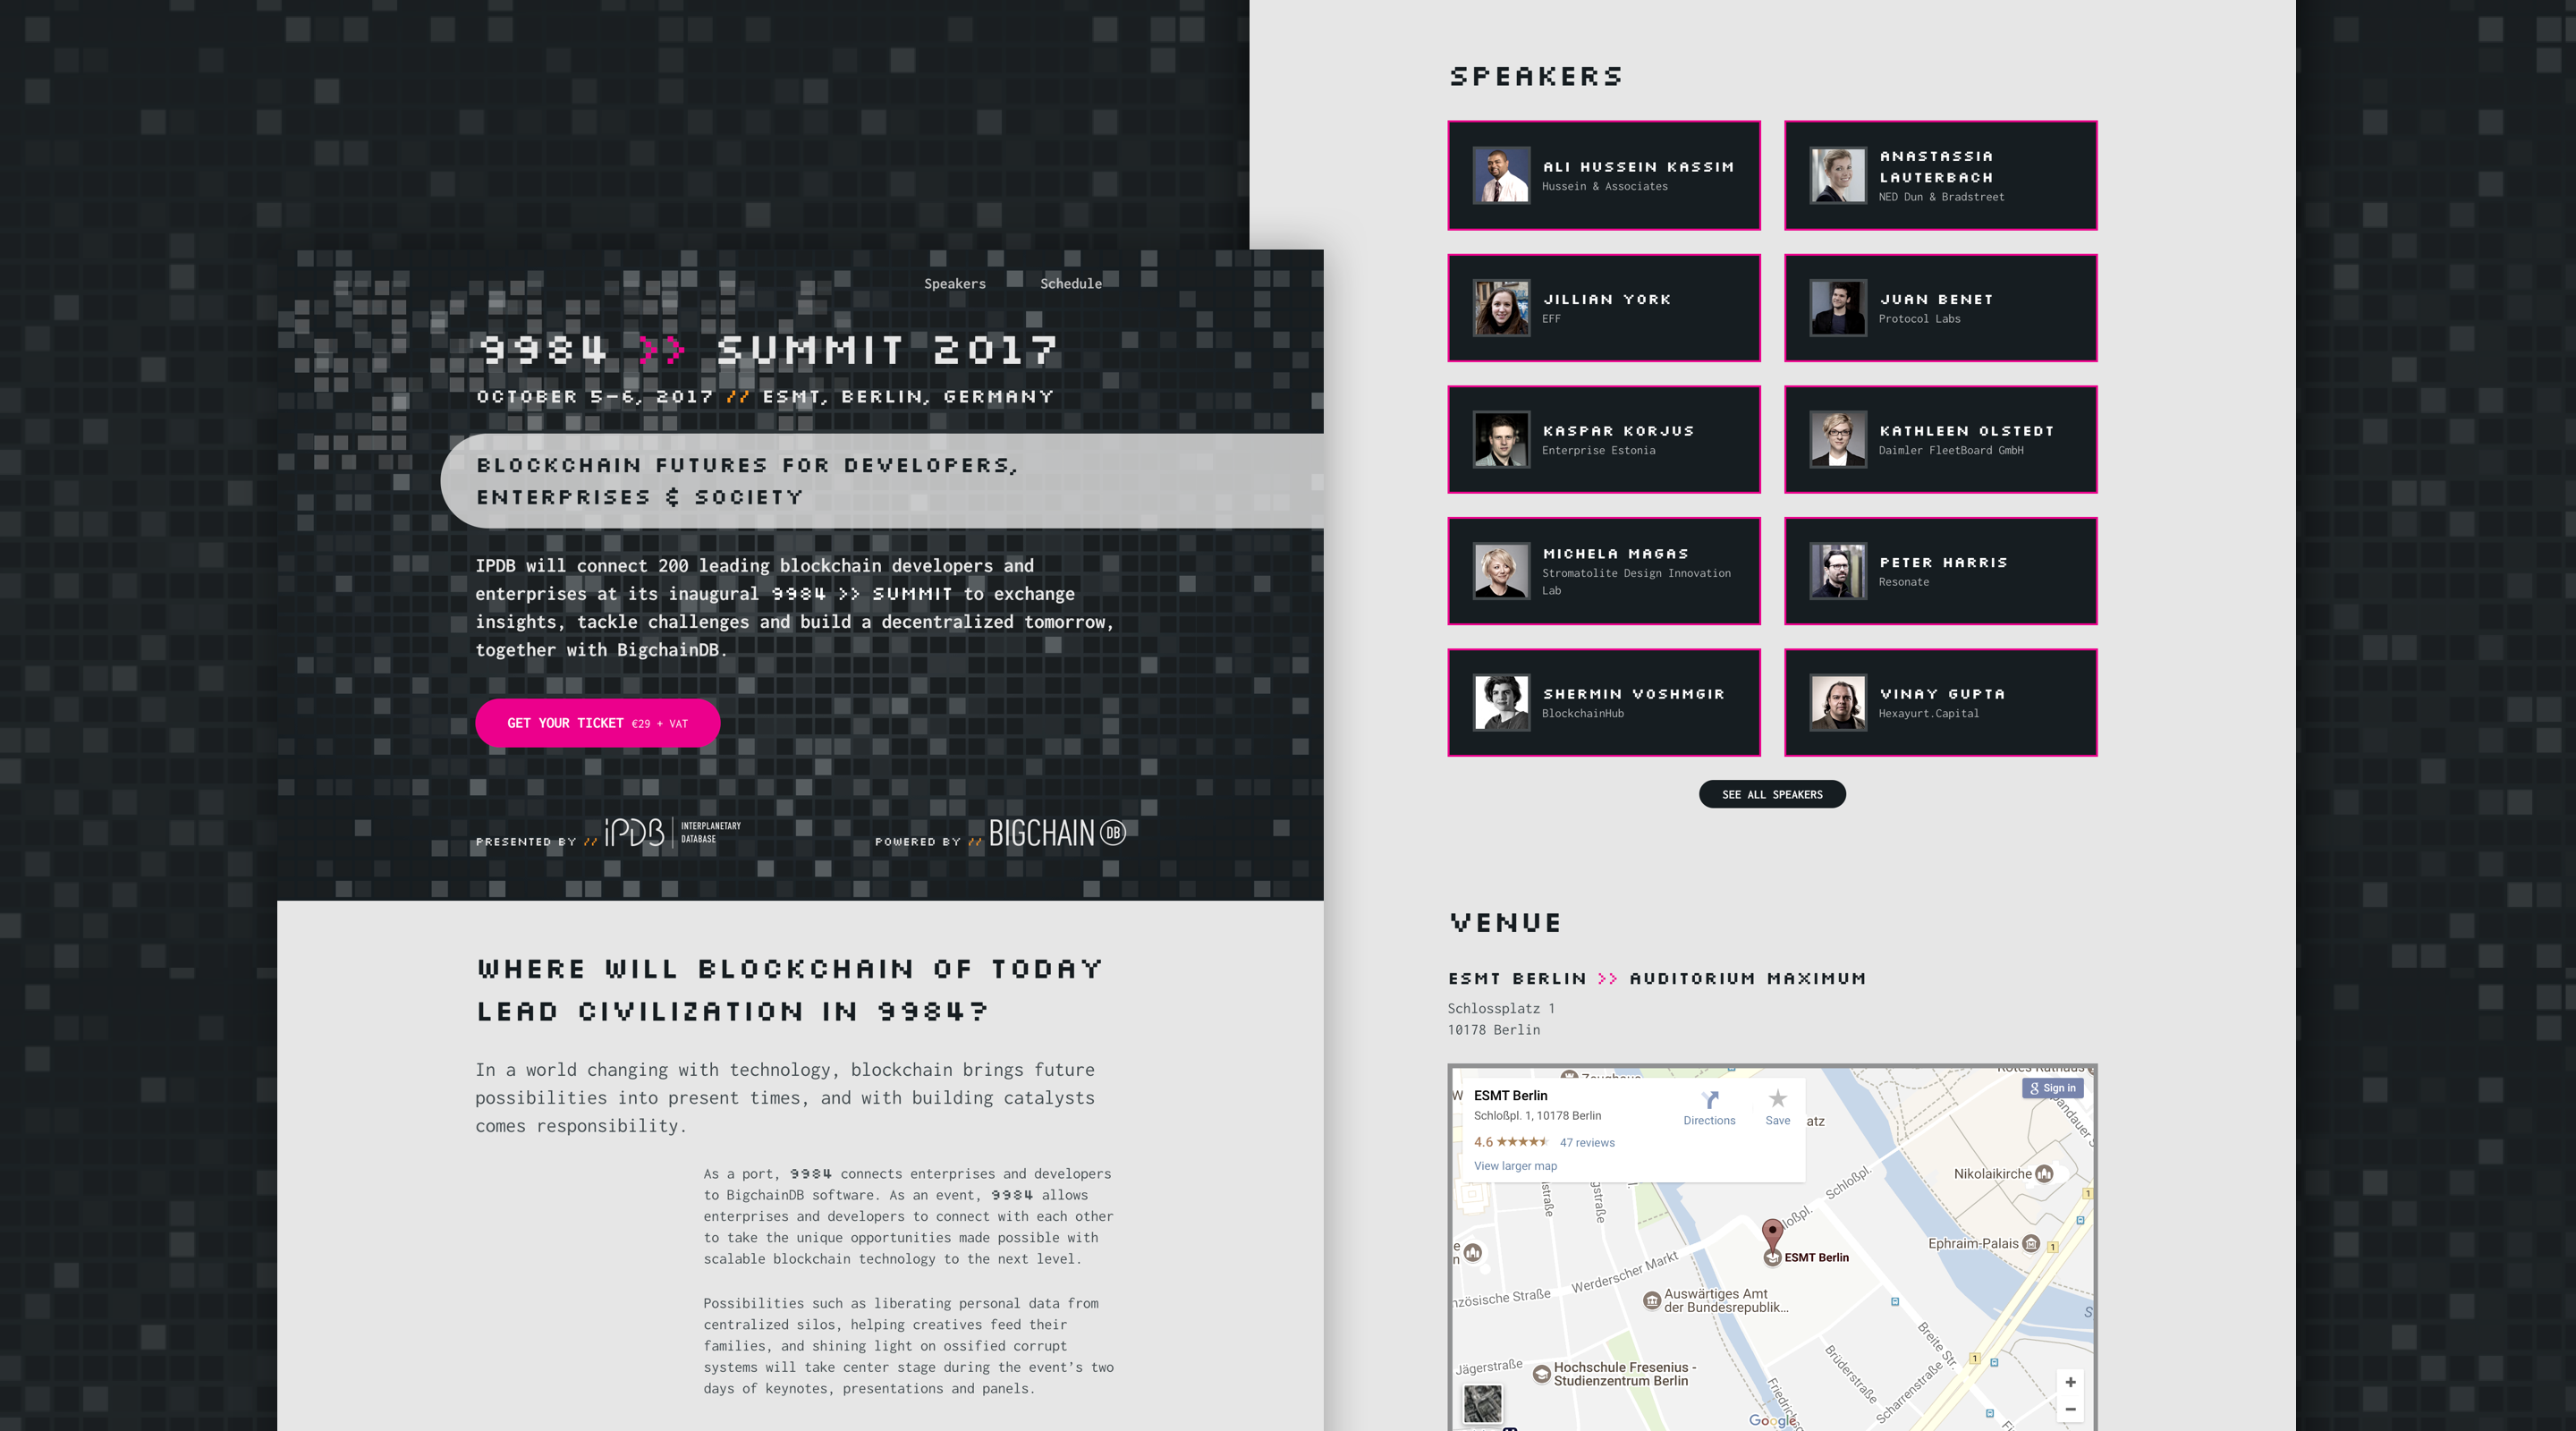 Speakers Schedule
9984 >> SUMMIT 2017
OCTOBER 5-6, 2017 // ESMT, BERLIN, GERMANY
BLOCKCHAIN FUTURES FOR DEVELOPERS,
ENTERPRISES & SOCIETY
IPDB will connect 200 leading blockchain developers and
enterprises at its inaugural 9984 >> SUMMIT to exchange
insights, tackle challenges and build a decentralized tomorrow,
together with BigchainDB.
GET YOUR TICKET €29 + VAT
PRESENTED BY // iPDB | INTERPLANETARY
DATABASE
POWERED BY // BIGCHAIN DB
WHERE WILL BLOCKCHAIN OF TODAY
LEAD CIVILIZATION IN 9984?
In a world changing with technology, blockchain brings future
possibilities into present times, and with building catalysts
comes responsibility.
As a port, 9984 connects enterprises and developers
to BigchainDB software. As an event, 9984 allows
enterprises and developers to connect with each other
to take the unique opportunities made possible with
scalable blockchain technology to the next level.
Possibilities such as liberating personal data from
centralized silos, helping creatives feed their
families, and shining light on ossified corrupt
systems will take center stage during the event’s two
days of keynotes, presentations and panels.
SPEAKERS
ALI HUSSEIN KASSIM
Hussein & Associates
ANASTASSIA
LAUTERBACH
NED Dun & Bradstreet
JILLIAN YORK
EFF
JUAN BENET
Protocol Labs
KASPAR KORJUS
Enterprise Estonia
KATHLEEN OLSTEDT
Daimler FleetBoard GmbH
MICHELA MAGAS
Stromatolite Design Innovation
Lab
PETER HARRIS
Resonate
SHERMIN VOSHMGIR
BlockchainHub
VINAY GUPTA
Hexayurt.Capital
SEE ALL SPEAKERS
VENUE
ESMT BERLIN >> AUDITORIUM MAXIMUM
Schlossplatz 1
10178 Berlin
ESMT Berlin
Schloßpl. 1, 10178 Berlin
4.6 ★★★★★ 47 reviews
View larger map
Directions
Save
Sign in
Nikolaikirche
Schloßpl.
Ephraim-Palais
1
1
1
ESMT Berlin
Werderscher Markt
Auswärtiges Amt
der Bundesrepublik...
Breite Str.
Jägerstraße
Hochschule Fresenius -
Studienzentrum Berlin
Brüderstraße
Scharrenstraße
+
−
Google